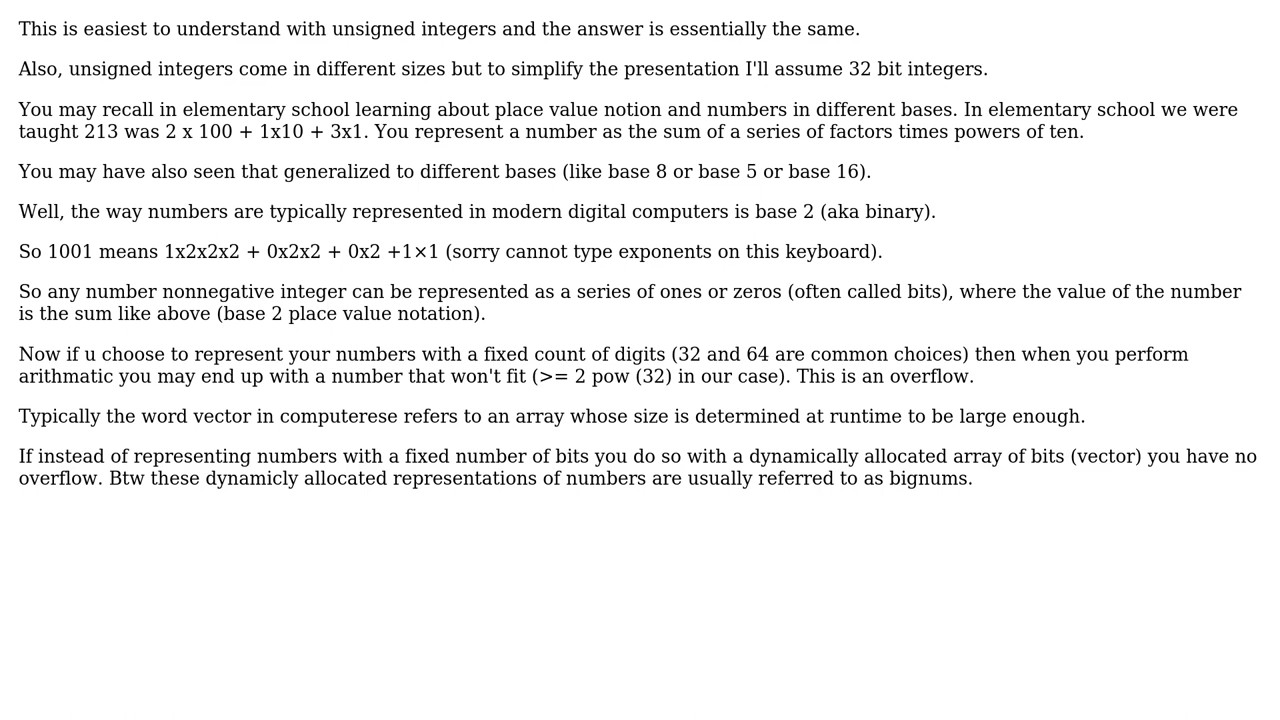 This is easiest to understand with unsigned integers and the answer is essentially the same.
Also, unsigned integers come in different sizes but to simplify the presentation I'll assume 32 bit integers.
You may recall in elementary school learning about place value notion and numbers in different bases. In elementary school we were
taught 213 was 2 x 100 + 1x10 + 3x1. You represent a number as the sum of a series of factors times powers of ten.
You may have also seen that generalized to different bases (like base 8 or base 5 or base 16).
Well, the way numbers are typically represented in modern digital computers is base 2 (aka binary).
So 1001 means 1x2x2x2 + 0x2x2 + 0x2 +1×1 (sorry cannot type exponents on this keyboard).
So any number nonnegative integer can be represented as a series of ones or zeros (often called bits), where the value of the number
is the sum like above (base 2 place value notation).
Now if u choose to represent your numbers with a fixed count of digits (32 and 64 are common choices) then when you perform
arithmatic you may end up with a number that won't fit (>= 2 pow (32) in our case). This is an overflow.
Typically the word vector in computerese refers to an array whose size is determined at runtime to be large enough.
If instead of representing numbers with a fixed number of bits you do so with a dynamically allocated array of bits (vector) you have no
overflow. Btw these dynamicly allocated representations of numbers are usually referred to as bignums.